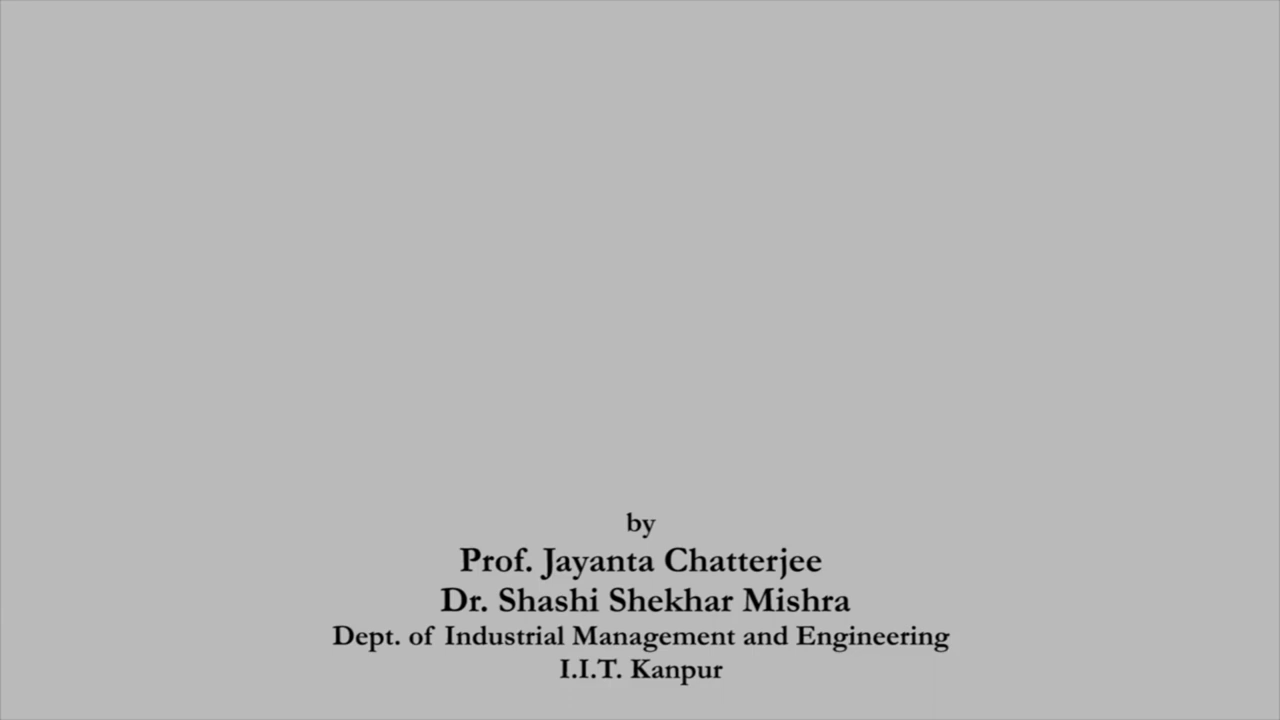 by
Prof. Jayanta Chatterjee
Dr. Shashi Shekhar Mishra
Dept. of Industrial Management and Engineering
I.I.T. Kanpur